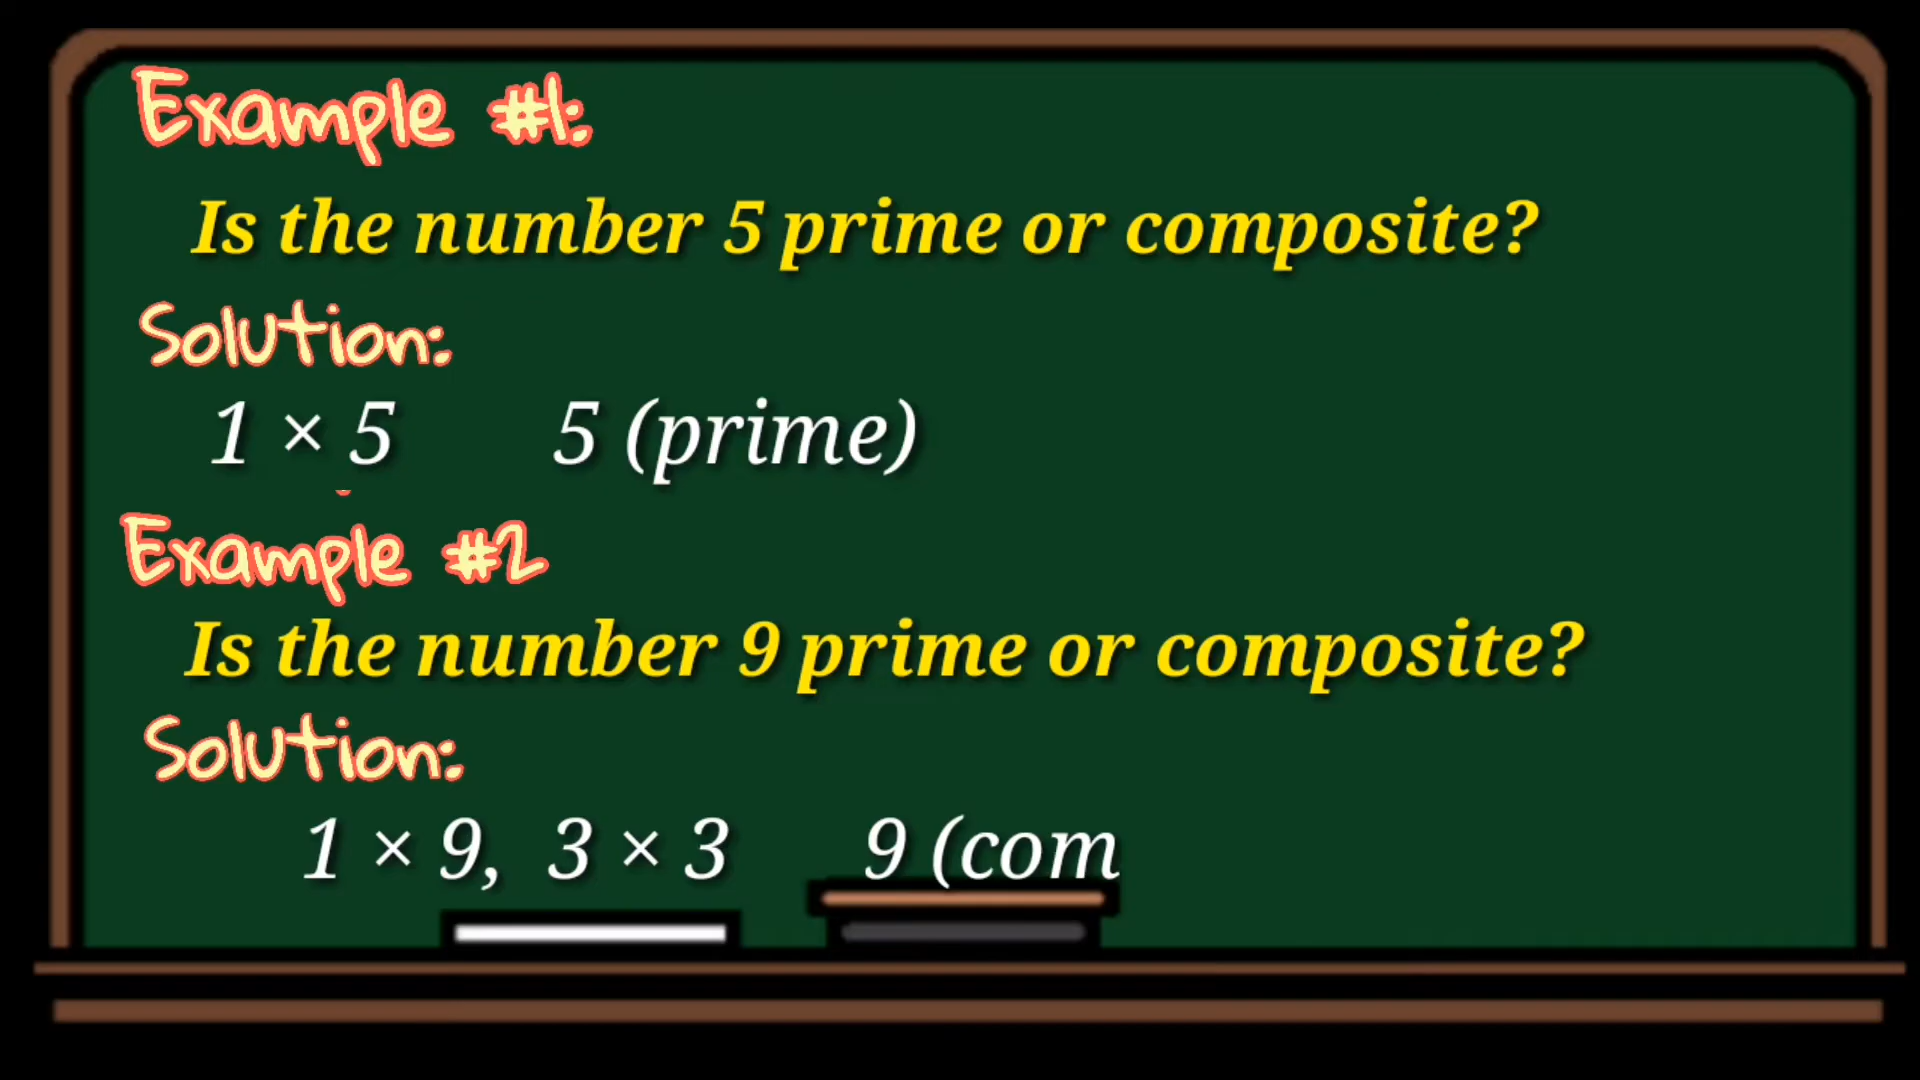 Example #1:
Is the number 5 prime or composite?
Solution:
1 × 5 5 (prime)
Example #2
Is the number 9 prime or composite?
Solution:
1 × 9, 3 × 3 9 (com